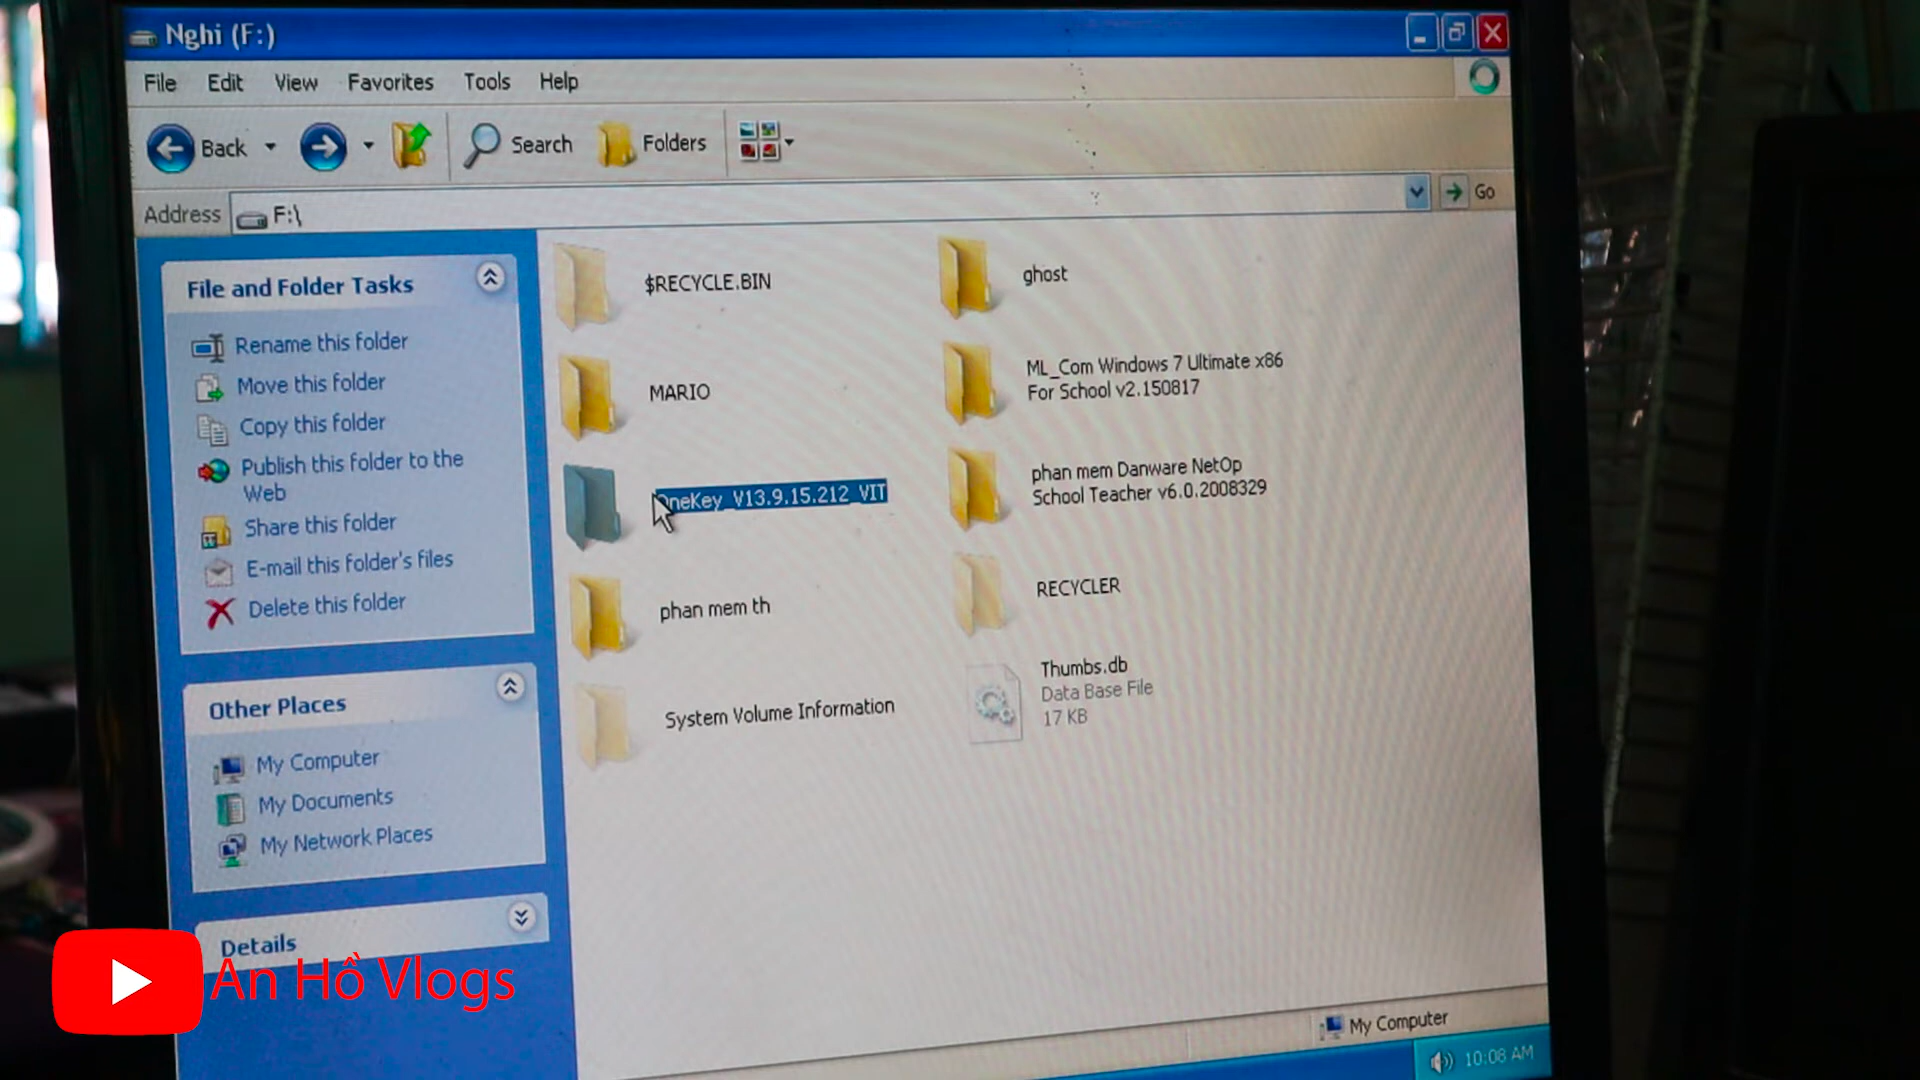 Nghi (F:)
File Edit View Favorites Tools Help
Back Search Folders
Address F:\ Go
File and Folder Tasks
Rename this folder
Move this folder
Copy this folder
Publish this folder to the
Web
Share this folder
E-mail this folder's files
Delete this folder
Other Places
My Computer
My Documents
My Network Places
Details
$RECYCLE.BIN
MARIO
OneKey_V13.9.15.212_VIT
phan mem th
System Volume Information
ghost
ML_Com Windows 7 Ultimate x86
For School v2.150817
phan mem Danware NetOp
School Teacher v6.0.2008329
RECYCLER
Thumbs.db
Data Base File
17 KB
My Computer
10:08 AM
An Hồ Vlogs